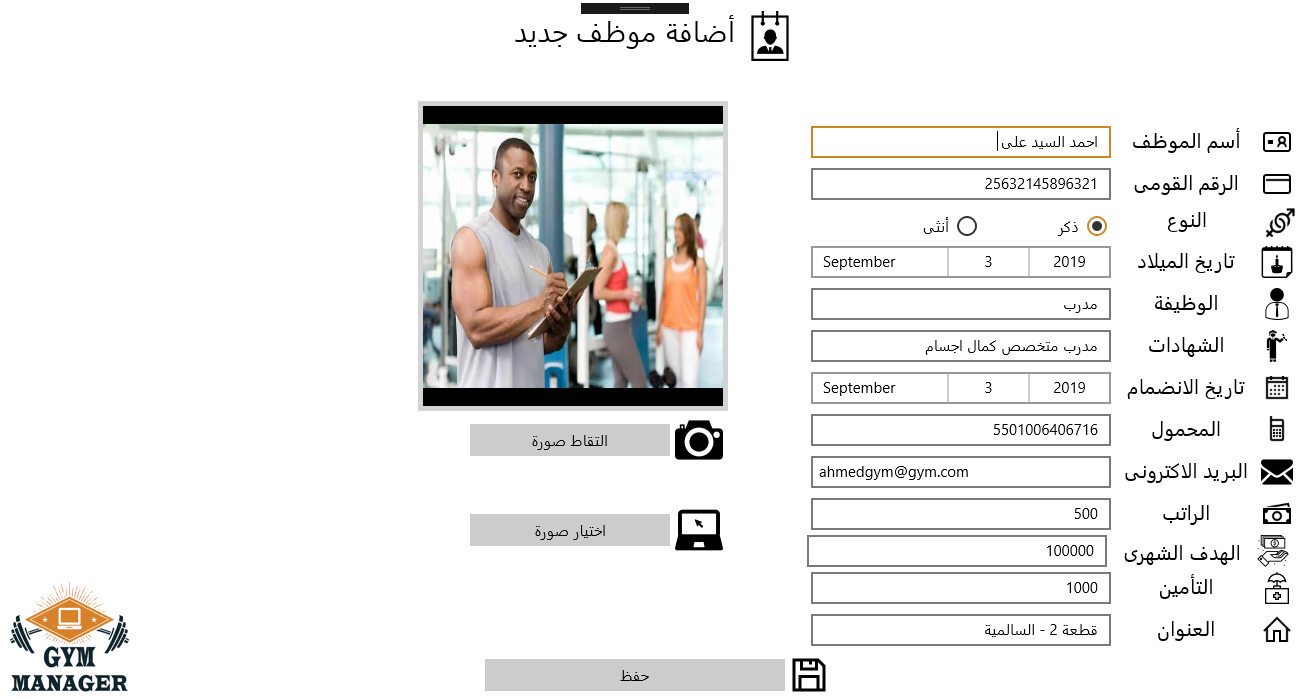 أضافة موظف جديد
أسم الموظف
احمد السيد على
الرقم القومى
25632145896321
النوع
ذكر
أنثى
تاريخ الميلاد
September 3 2019
الوظيفة
مدرب
الشهادات
مدرب متخصص كمال اجسام
تاريخ الانضمام
September 3 2019
المحمول
5501006406716
البريد الاكترونى
ahmedgym@gym.com
الراتب
500
الهدف الشهرى
100000
التأمين
1000
العنوان
قطعة 2 - السالمية
التقاط صورة
اختيار صورة
حفظ
GYM
MANAGER